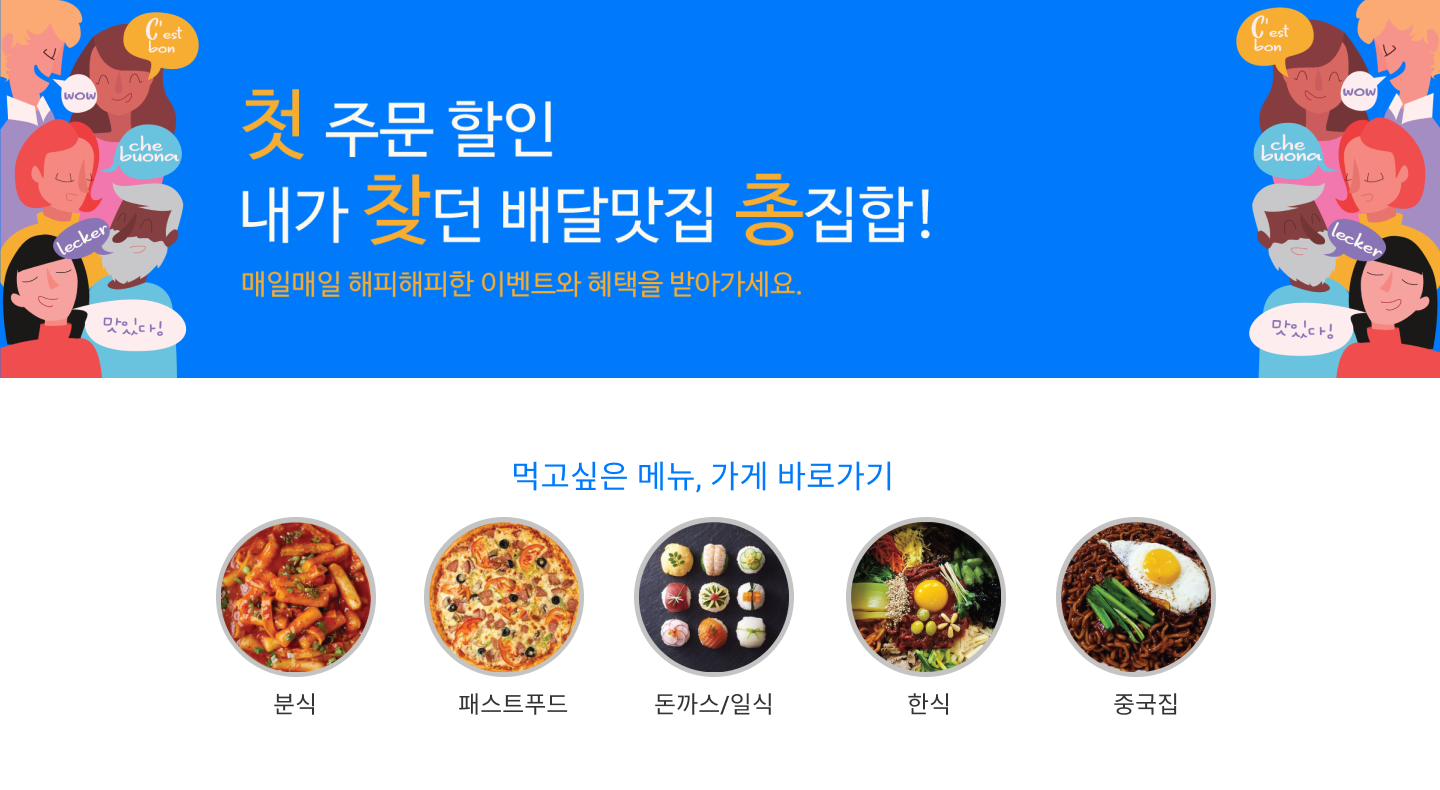 C'est
bon
wow
che
buona
lecker
맛있다!
첫 주문 할인
내가 찾던 배달맛집 총집합!
매일매일 해피해피한 이벤트와 혜택을 받아가세요.
C'est
bon
wow
che
buona
lecker
맛있다!
먹고싶은 메뉴, 가게 바로가기
분식
패스트푸드
돈까스/일식
한식
중국집